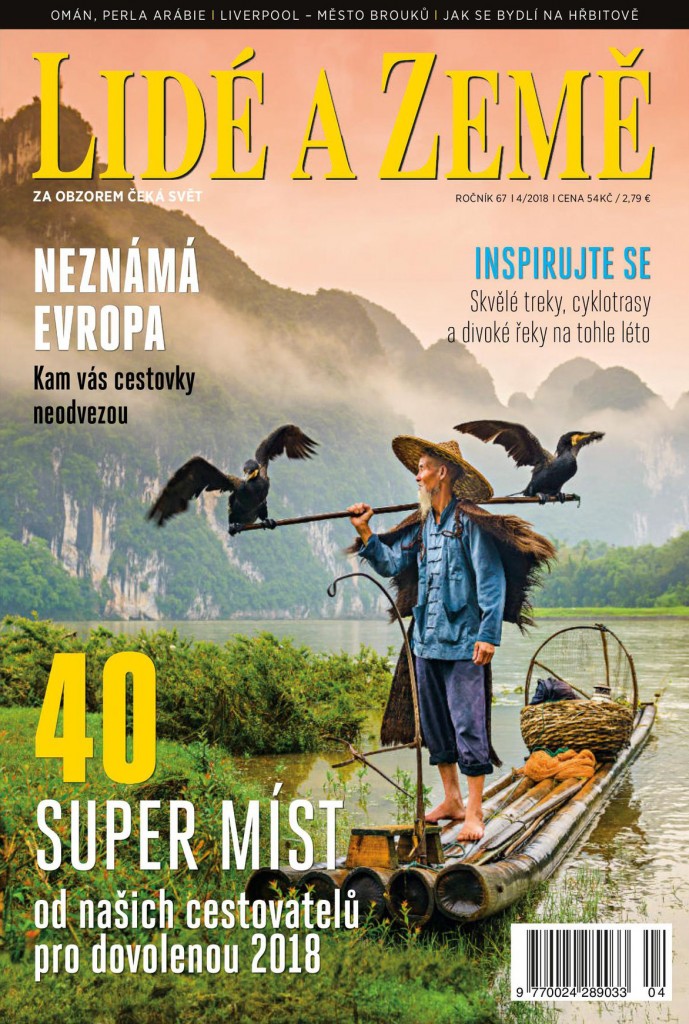 OMÁN, PERLA ARÁBIE I LIVERPOOL – MĚSTO BROUKŮ I JAK SE BYDLÍ NA HŘBITOVĚ
LIDÉ A ZEMĚ
ZA OBZOREM ČEKÁ SVĚT
ROČNÍK 67 I 4/2018 I CENA 54KČ / 2,79 €
NEZNÁMÁ
EVROPA
Kam vás cestovky
neodvezou
INSPIRUJTE SE
Skvělé treky, cyklotrasy
a divoké řeky na tohle léto
40
SUPER MÍST
od našich cestovatelů
pro dovolenou 2018
9 770024 289033
04